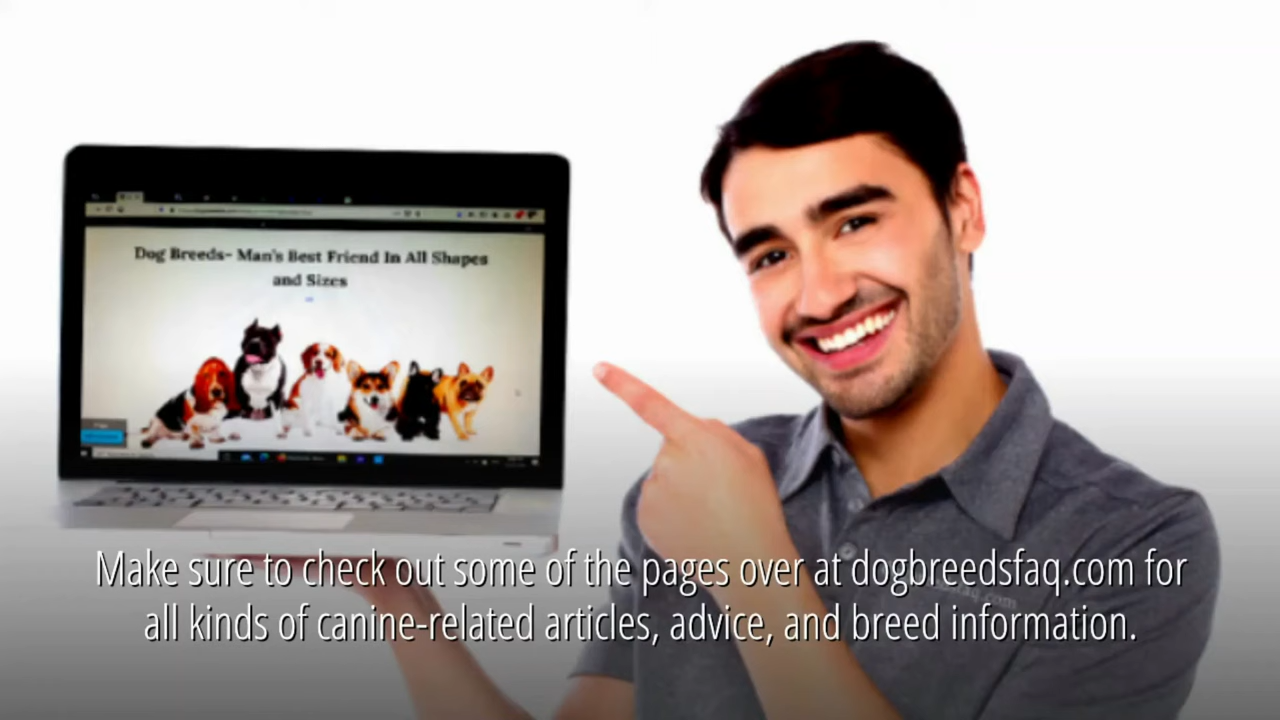 Dog Breeds- Man's Best Friend In All Shapes
and Sizes
Make sure to check out some of the pages over at dogbreedsfaq.com for
all kinds of canine-related articles, advice, and breed information.